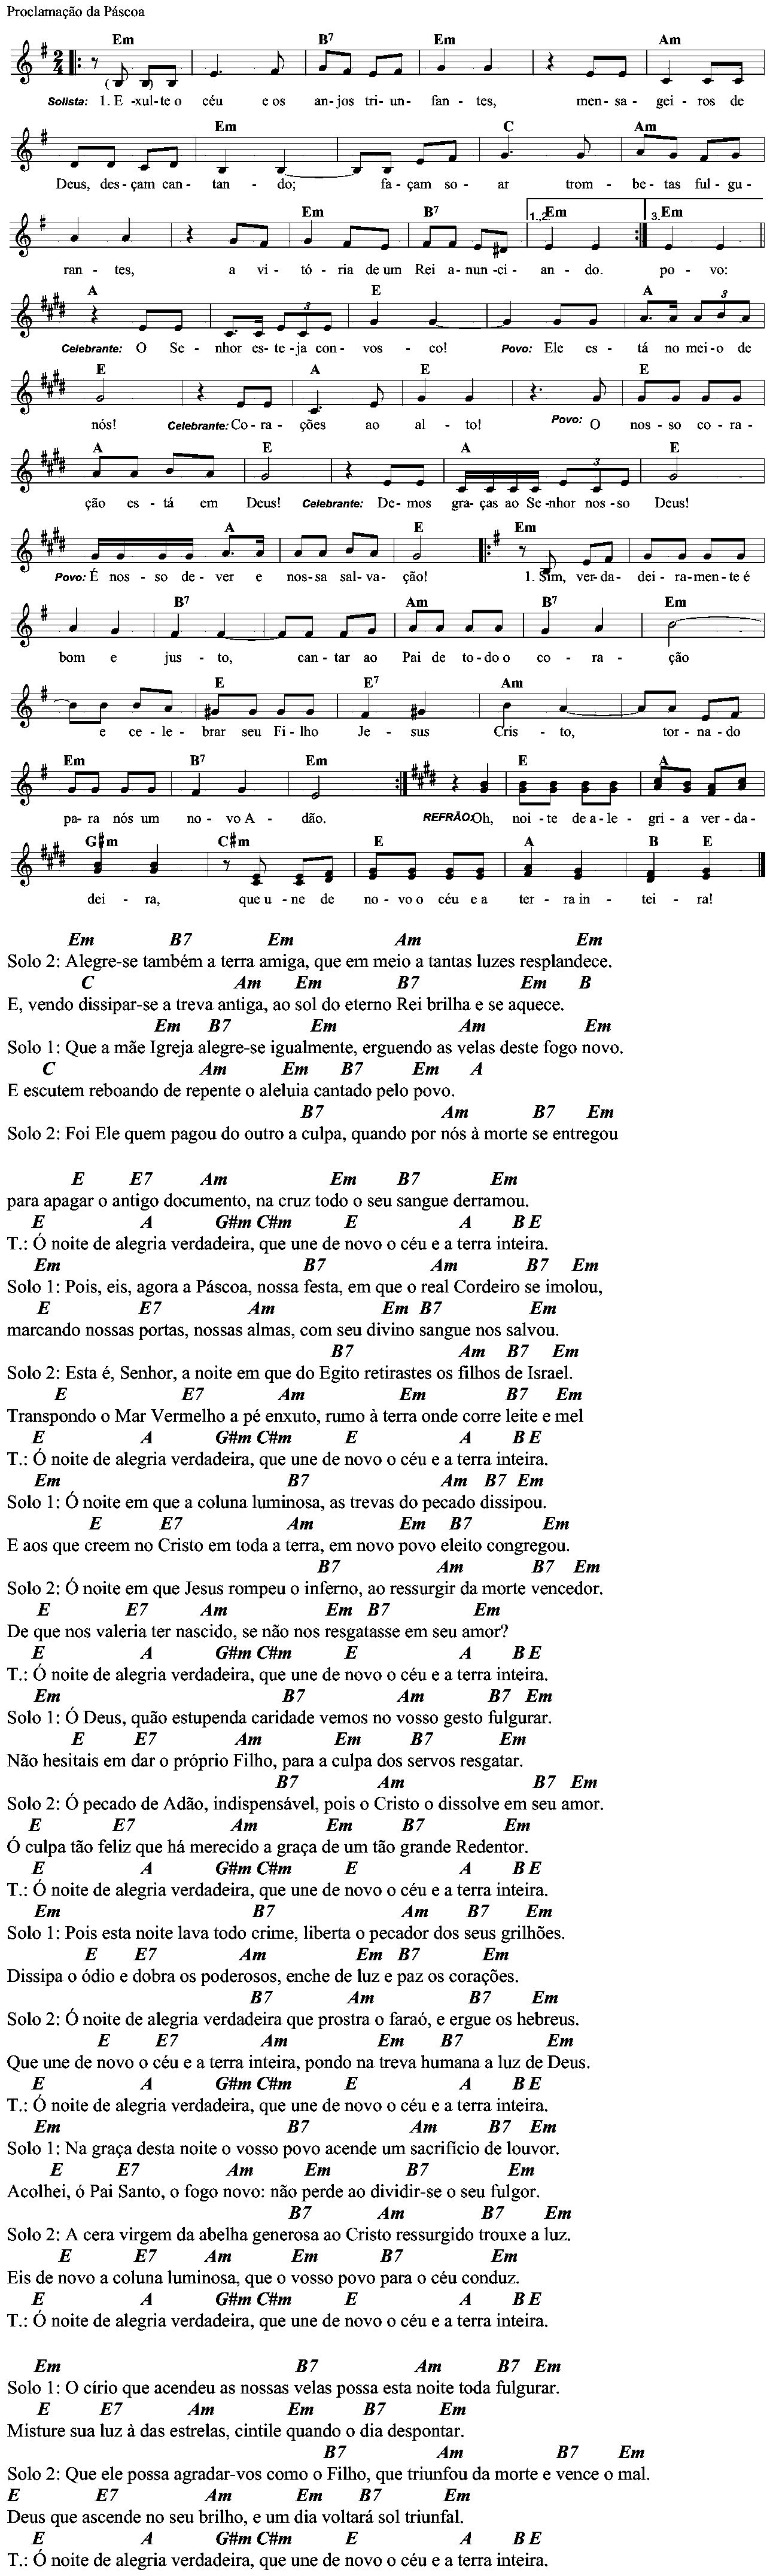 Proclamação da Páscoa
Em B7 Em Am
Solista: 1. E -xul-te o céu e os an-jos tri-un-fan-tes, men-sa-gei-ros de
Em C Am
Deus, des-çam can-tan-do; fa-çam so-ar trom-be-tas ful-gu-
Em B7 1.,2. Em 3. Em
ran-tes, a vi-tó-ria de um Rei a-nun-ci-an-do. po-vo:
A 3 E A 3
Celebrante: O Se-nhor es-te-ja con-vos-co! Povo: Ele es-tá no mei-o de
E A E E
nós! Celebrante: Co-ra-ções ao al-to! Povo: O nos-so co-ra-
A E A 3 E
ção es-tá em Deus! Celebrante: De-mos gra-ças ao Se-nhor nos-so Deus!
A E Em
Povo: É nos-so de-ver e nos-sa sal-va-ção! 1. Sim, ver-da-dei-ra-men-te é
B7 Am B7 Em
bom e jus-to, can-tar ao Pai de to-do o co-ra-ção
E E7 Am
e ce-le-brar seu Fi-lho Je-sus Cris-to, tor-na-do
Em B7 Em E A
pa-ra nós um no-vo A-dão. REFRÃO: Oh, noi-te de a-le-gri-a ver-da-
G#m C#m E A B E
dei-ra, que u-ne de no-vo o céu e a ter-ra in-tei-ra!
Em B7 Em Am Em
Solo 2: Alegre-se também a terra amiga, que em meio a tantas luzes resplandece.
C Am Em B7 Em B
E, vendo dissipar-se a treva antiga, ao sol do eterno Rei brilha e se aquece.
Em B7 Em Am Em
Solo 1: Que a mãe Igreja alegre-se igualmente, erguendo as velas deste fogo novo.
C Am Em B7 Em A
E escutem reboando de repente o aleluia cantado pelo povo.
B7 Am B7 Em
Solo 2: Foi Ele quem pagou do outro a culpa, quando por nós à morte se entregou
E E7 Am Em B7 Em
para apagar o antigo documento, na cruz todo o seu sangue derramou.
E A G#m C#m E A B E
T.: Ó noite de alegria verdadeira, que une de novo o céu e a terra inteira.
Em B7 Am B7 Em
Solo 1: Pois, eis, agora a Páscoa, nossa festa, em que o real Cordeiro se imolou,
E E7 Am Em B7 Em
marcando nossas portas, nossas almas, com seu divino sangue nos salvou.
B7 Am B7 Em
Solo 2: Esta é, Senhor, a noite em que do Egito retirastes os filhos de Israel.
E E7 Am Em B7 Em
Transpondo o Mar Vermelho a pé enxuto, rumo à terra onde corre leite e mel
E A G#m C#m E A B E
T.: Ó noite de alegria verdadeira, que une de novo o céu e a terra inteira.
Em B7 Am B7 Em
Solo 1: Ó noite em que a coluna luminosa, as trevas do pecado dissipou.
E E7 Am Em B7 Em
E aos que creem no Cristo em toda a terra, em novo povo eleito congregou.
B7 Am B7 Em
Solo 2: Ó noite em que Jesus rompeu o inferno, ao ressurgir da morte vencedor.
E E7 Am Em B7 Em
De que nos valeria ter nascido, se não nos resgatasse em seu amor?
E A G#m C#m E A B E
T.: Ó noite de alegria verdadeira, que une de novo o céu e a terra inteira.
Em B7 Am B7 Em
Solo 1: Ó Deus, quão estupenda caridade vemos no vosso gesto fulgurar.
E E7 Am Em B7 Em
Não hesitais em dar o próprio Filho, para a culpa dos servos resgatar.
B7 Am B7 Em
Solo 2: Ó pecado de Adão, indispensável, pois o Cristo o dissolve em seu amor.
E E7 Am Em B7 Em
Ó culpa tão feliz que há merecido a graça de um tão grande Redentor.
E A G#m C#m E A B E
T.: Ó noite de alegria verdadeira, que une de novo o céu e a terra inteira.
Em B7 Am B7 Em
Solo 1: Pois esta noite lava todo crime, liberta o pecador dos seus grilhões.
E E7 Am Em B7 Em
Dissipa o ódio e dobra os poderosos, enche de luz e paz os corações.
B7 Am B7 Em
Solo 2: Ó noite de alegria verdadeira que prostra o faraó, e ergue os hebreus.
E E7 Am Em B7 Em
Que une de novo o céu e a terra inteira, pondo na treva humana a luz de Deus.
E A G#m C#m E A B E
T.: Ó noite de alegria verdadeira, que une de novo o céu e a terra inteira.
Em B7 Am B7 Em
Solo 1: Na graça desta noite o vosso povo acende um sacrifício de louvor.
E E7 Am Em B7 Em
Acolhei, ó Pai Santo, o fogo novo: não perde ao dividir-se o seu fulgor.
B7 Am B7 Em
Solo 2: A cera virgem da abelha generosa ao Cristo ressurgido trouxe a luz.
E E7 Am Em B7 Em
Eis de novo a coluna luminosa, que o vosso povo para o céu conduz.
E A G#m C#m E A B E
T.: Ó noite de alegria verdadeira, que une de novo o céu e a terra inteira.
Em B7 Am B7 Em
Solo 1: O círio que acendeu as nossas velas possa esta noite toda fulgurar.
E E7 Am Em B7 Em
Misture sua luz à das estrelas, cintile quando o dia despontar.
B7 Am B7 Em
Solo 2: Que ele possa agradar-vos como o Filho, que triunfou da morte e vence o mal.
E E7 Am Em B7 Em
Deus que ascende no seu brilho, e um dia voltará sol triunfal.
E A G#m C#m E A B E
T.: Ó noite de alegria verdadeira, que une de novo o céu e a terra inteira.